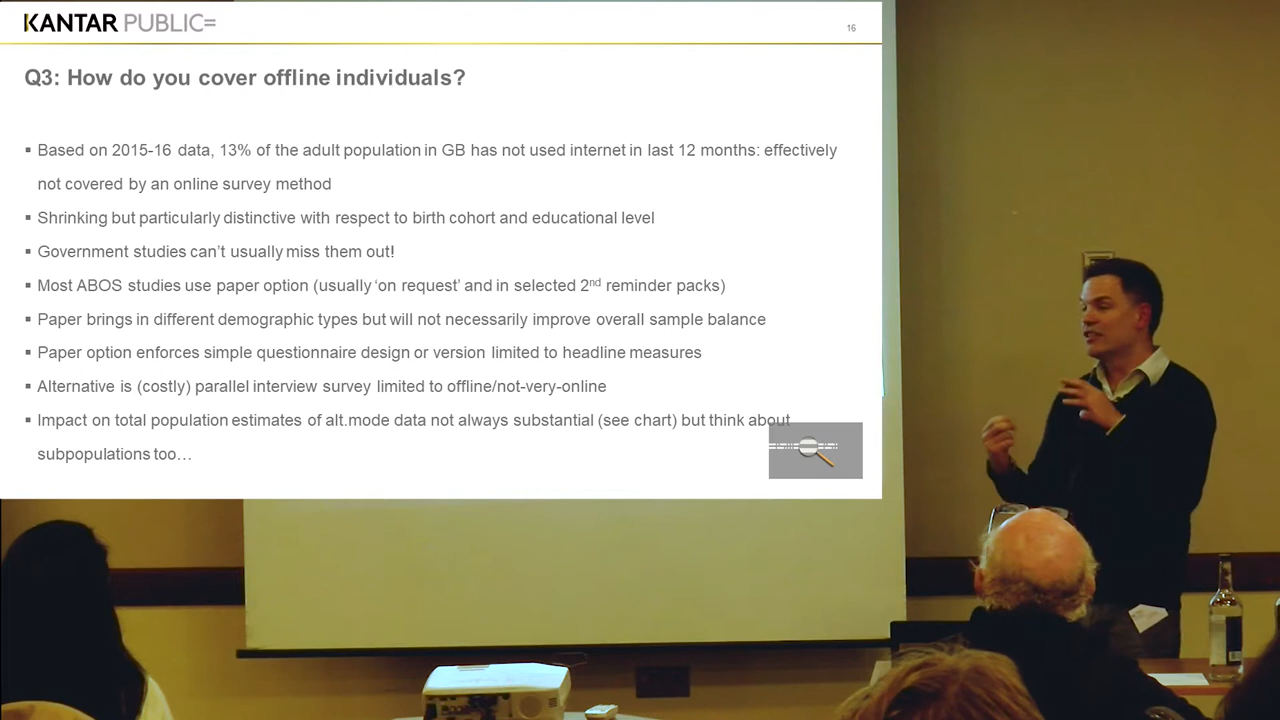 KANTAR PUBLIC=
16
Q3: How do you cover offline individuals?
▪ Based on 2015-16 data, 13% of the adult population in GB has not used internet in last 12 months: effectively
not covered by an online survey method
▪ Shrinking but particularly distinctive with respect to birth cohort and educational level
▪ Government studies can’t usually miss them out!
▪ Most ABOS studies use paper option (usually ‘on request’ and in selected 2nd reminder packs)
▪ Paper brings in different demographic types but will not necessarily improve overall sample balance
▪ Paper option enforces simple questionnaire design or version limited to headline measures
▪ Alternative is (costly) parallel interview survey limited to offline/not-very-online
▪ Impact on total population estimates of alt.mode data not always substantial (see chart) but think about
subpopulations too…